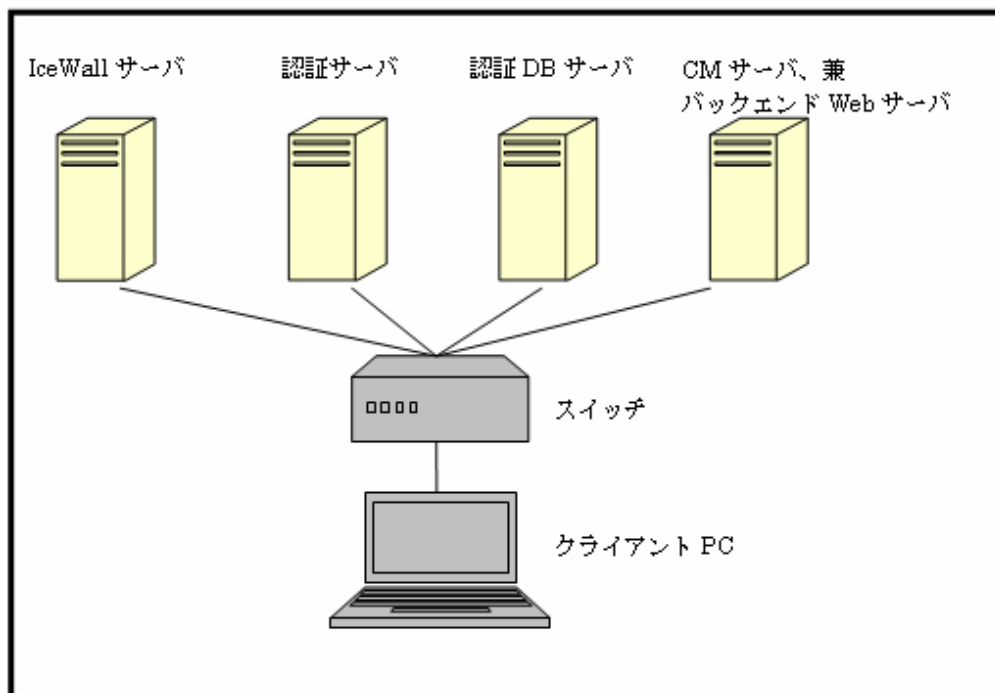 IceWall サーバ
認証サーバ
認証 DB サーバ
CM サーバ、兼
バックエンド Web サーバ
スイッチ
クライアント PC